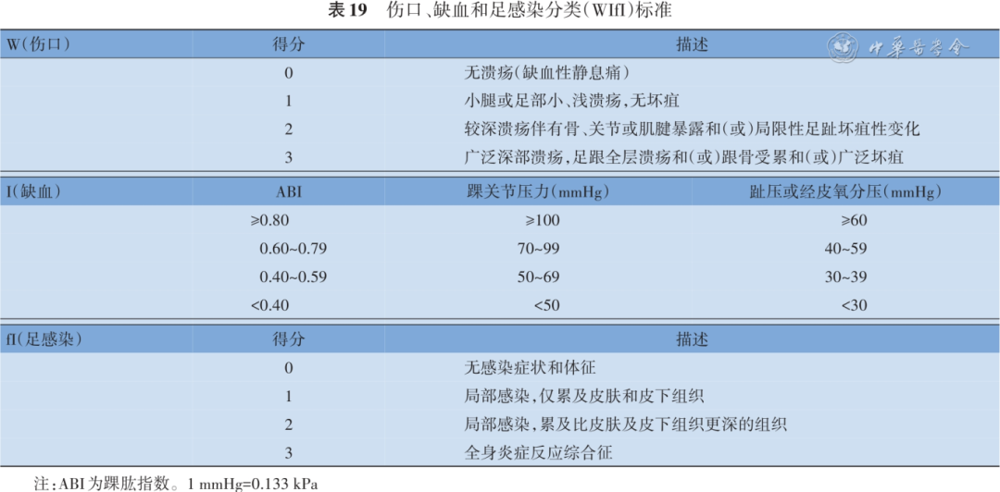 表19 伤口、缺血和足感染分类(WIfI)标准
W(伤口) 得分 描述
中华医学会
0 无溃疡(缺血性静息痛)
1 小腿或足部小、浅溃疡,无坏疽
2 较深溃疡伴有骨、关节或肌腱暴露和(或)局限性足趾坏疽性变化
3 广泛深部溃疡,足跟全层溃疡和(或)跟骨受累和(或)广泛坏疽
I(缺血) ABI 踝关节压力(mmHg) 趾压或经皮氧分压(mmHg)
≥0.80 ≥100 ≥60
0.60~0.79 70~99 40~59
0.40~0.59 50~69 30~39
<0.40 <50 <30
fI(足感染) 得分 描述
0 无感染症状和体征
1 局部感染,仅累及皮肤和皮下组织
2 局部感染,累及比皮肤及皮下组织更深的组织
3 全身炎症反应综合征
注:ABI为踝肱指数。1 mmHg=0.133 kPa